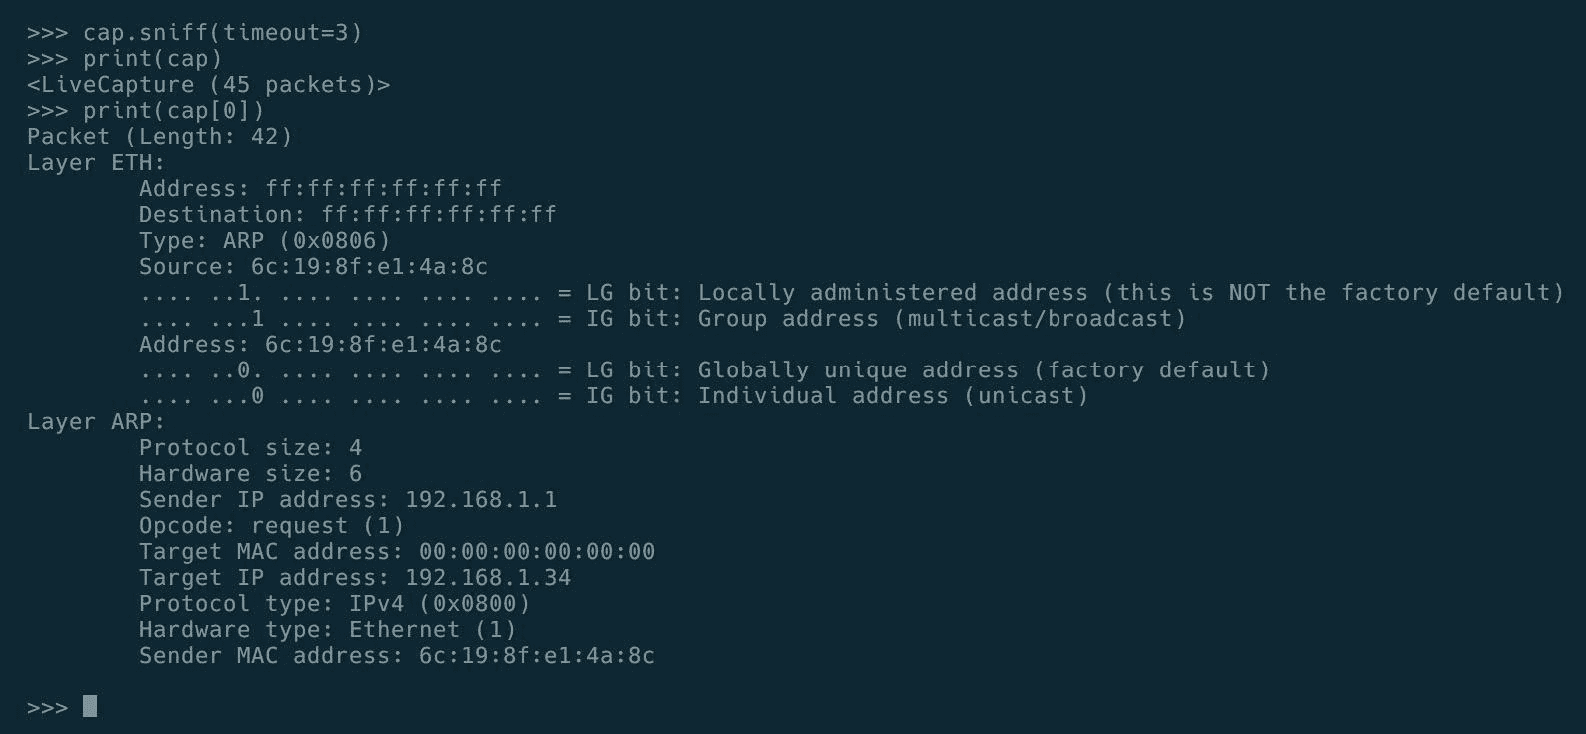 >>> cap.sniff(timeout=3)
>>> print(cap)
<LiveCapture (45 packets)>
>>> print(cap[0])
Packet (Length: 42)
Layer ETH:
        Address: ff:ff:ff:ff:ff:ff
        Destination: ff:ff:ff:ff:ff:ff
        Type: ARP (0x0806)
        Source: 6c:19:8f:e1:4a:8c
        .... ..1. .... .... .... .... = LG bit: Locally administered address (this is NOT the factory default)
        .... ...1 .... .... .... .... = IG bit: Group address (multicast/broadcast)
        Address: 6c:19:8f:e1:4a:8c
        .... ..0. .... .... .... .... = LG bit: Globally unique address (factory default)
        .... ...0 .... .... .... .... = IG bit: Individual address (unicast)
Layer ARP:
        Protocol size: 4
        Hardware size: 6
        Sender IP address: 192.168.1.1
        Opcode: request (1)
        Target MAC address: 00:00:00:00:00:00
        Target IP address: 192.168.1.34
        Protocol type: IPv4 (0x0800)
        Hardware type: Ethernet (1)
        Sender MAC address: 6c:19:8f:e1:4a:8c
>>>